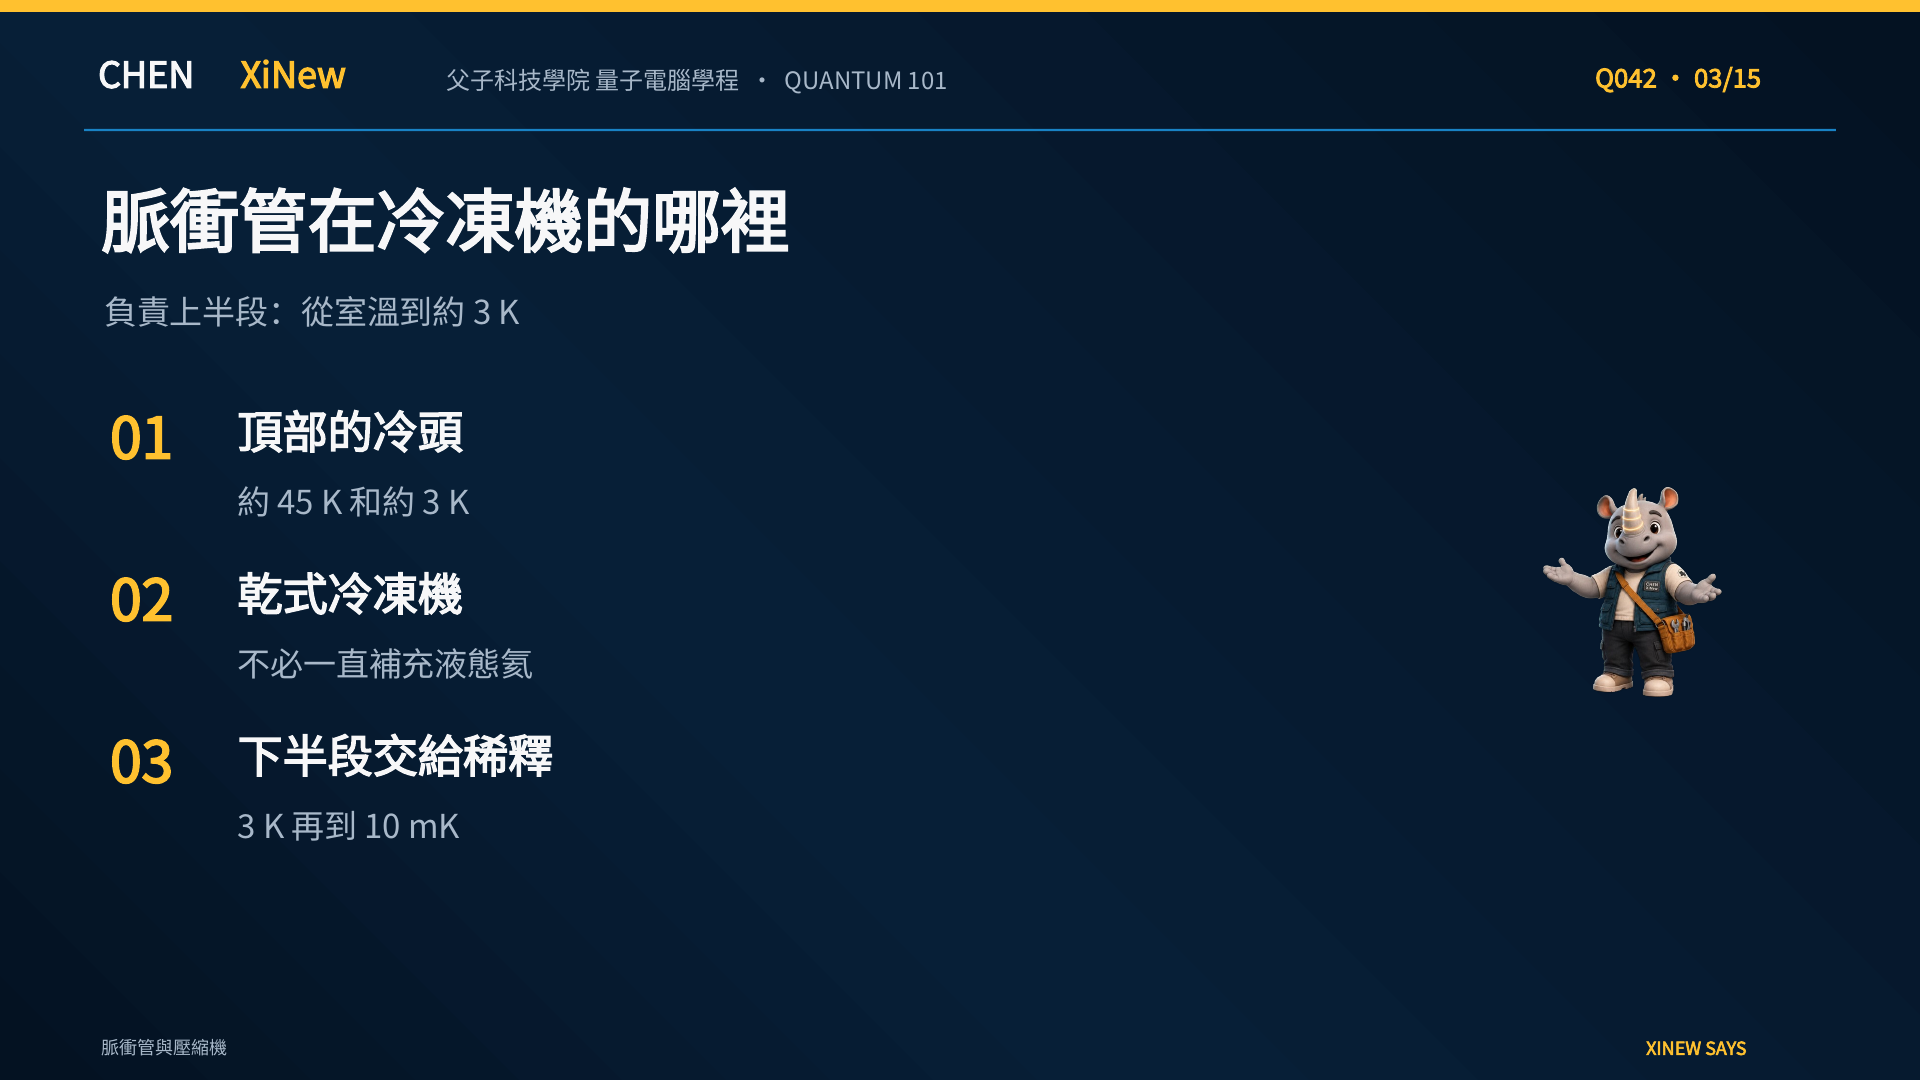 CHEN XiNew 父子科技學院 量子電腦學程 · QUANTUM 101 Q042 · 03/15
脈衝管在冷凍機的哪裡
負責上半段：從室溫到約 3 K
01 頂部的冷頭
約 45 K 和約 3 K
02 乾式冷凍機
不必一直補充液態氦
03 下半段交給稀釋
3 K 再到 10 mK
脈衝管與壓縮機 XINEW SAYS